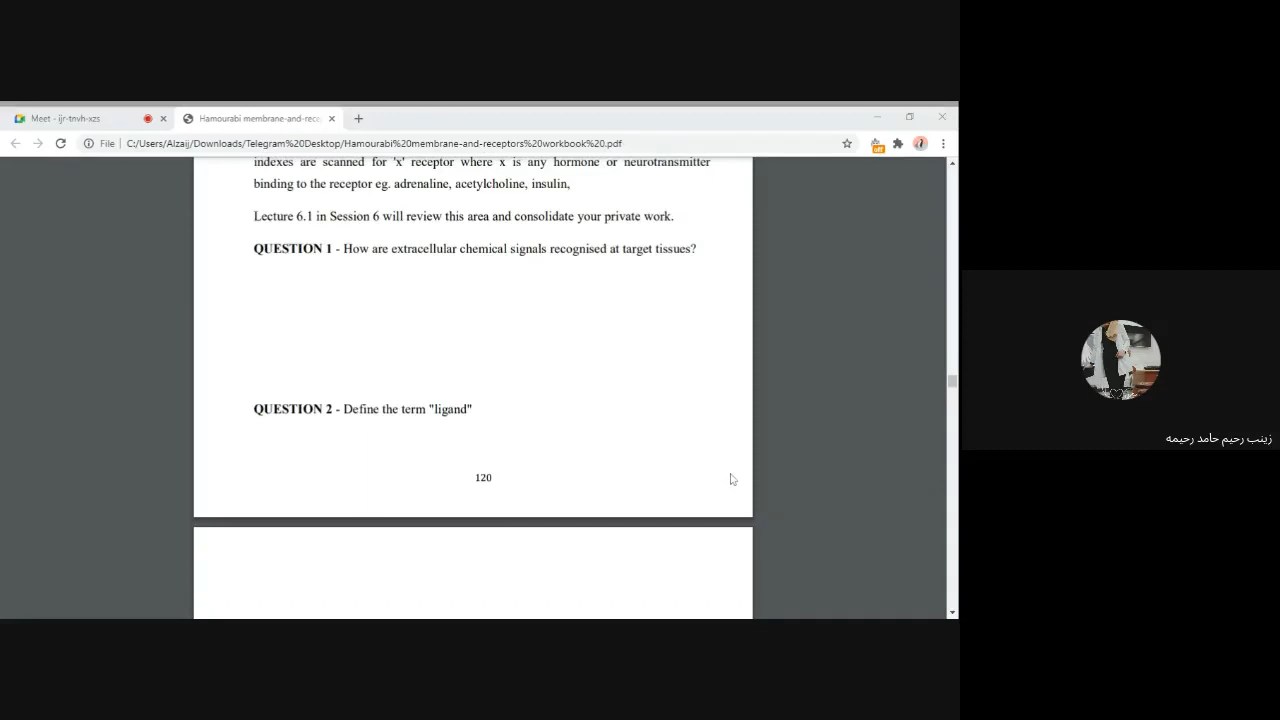 Meet - ijr-tnvh-xzs
Hamourabi membrane-and-rece
File
C:/Users/Alzaij/Downloads/Telegram%20Desktop/Hamourabi%20membrane-and-receptors%20workbook%20.pdf
off
indexes are scanned for 'x' receptor where x is any hormone or neurotransmitter
binding to the receptor eg. adrenaline, acetylcholine, insulin,
Lecture 6.1 in Session 6 will review this area and consolidate your private work.
QUESTION 1 - How are extracellular chemical signals recognised at target tissues?
QUESTION 2 - Define the term "ligand"
120
زينب رحيم حامد رحيمه